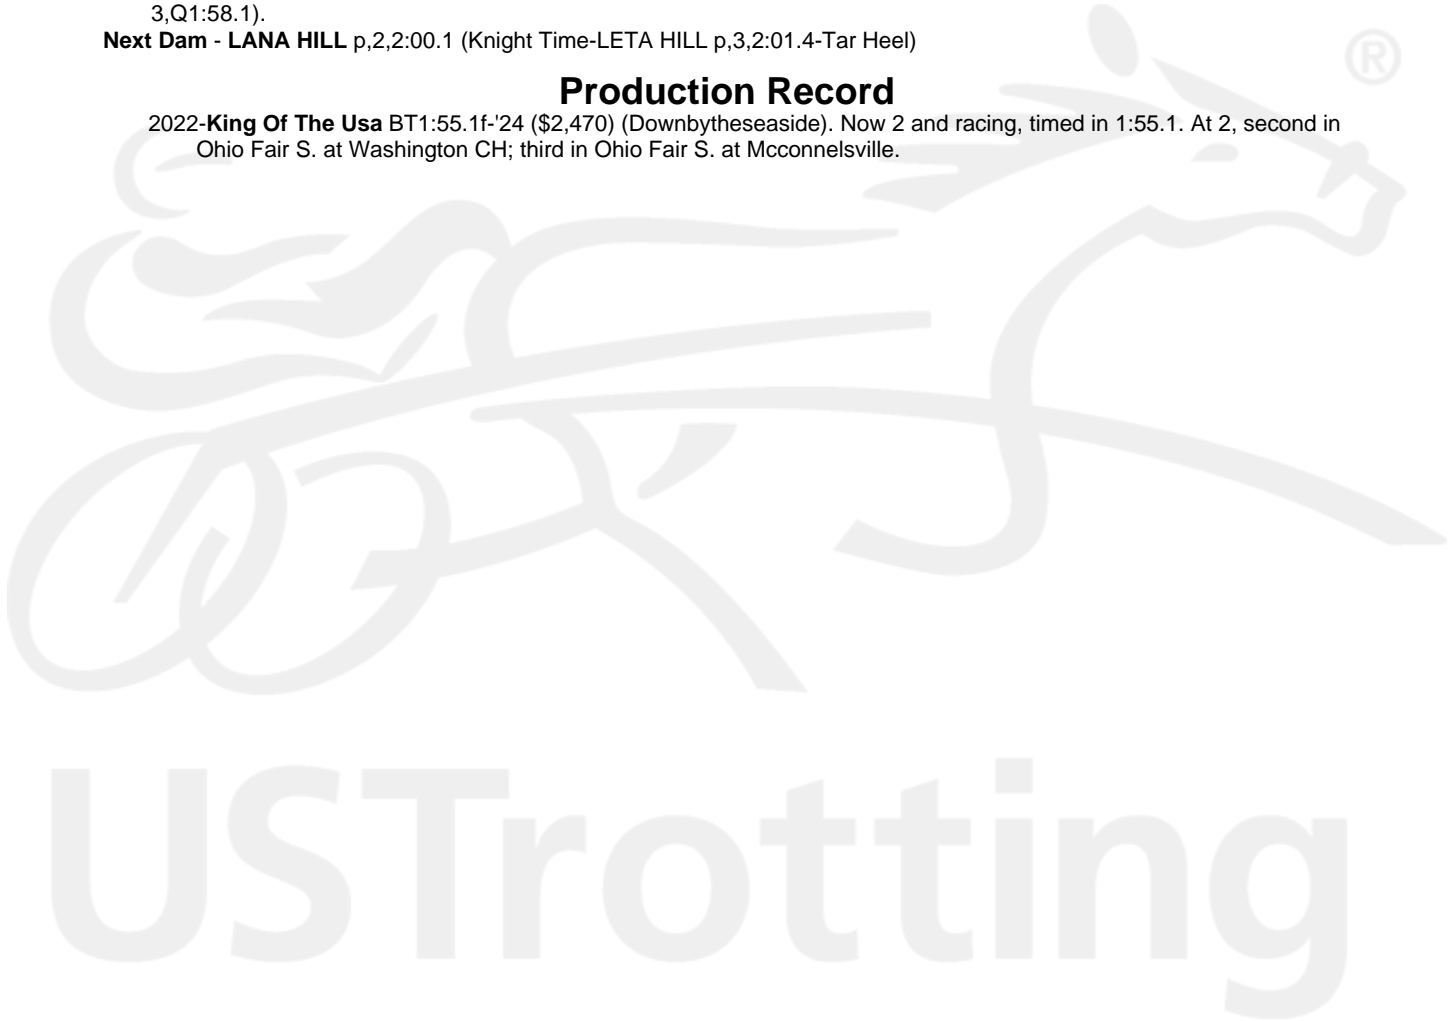 3,Q1:58.1).
Next Dam - LANA HILL p,2,2:00.1 (Knight Time-LETA HILL p,3,2:01.4-Tar Heel)
Production Record
2022-King Of The Usa BT1:55.1f-'24 ($2,470) (Downbytheseaside). Now 2 and racing, timed in 1:55.1. At 2, second in
Ohio Fair S. at Washington CH; third in Ohio Fair S. at Mcconnelsville.
®
USTrotting